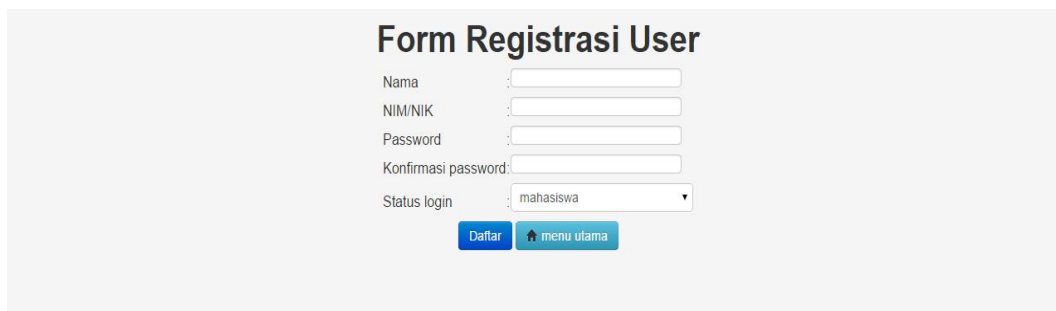 Form Registrasi User
Nama :
NIM/NIK :
Password :
Konfirmasi password:
Status login : mahasiswa
Daftar menu utama